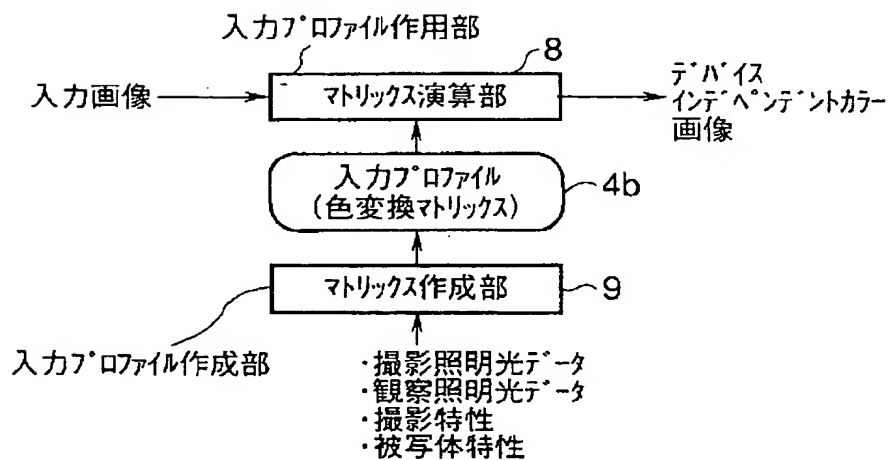 入力プロファイル作用部
8
入力画像
マトリックス演算部
デバイス
インデペンデントカラー
画像
入力プロファイル
(色変換マトリックス)
4b
マトリックス作成部
9
入力プロファイル作成部
・撮影照明光データ
・観察照明光データ
・撮影特性
・被写体特性